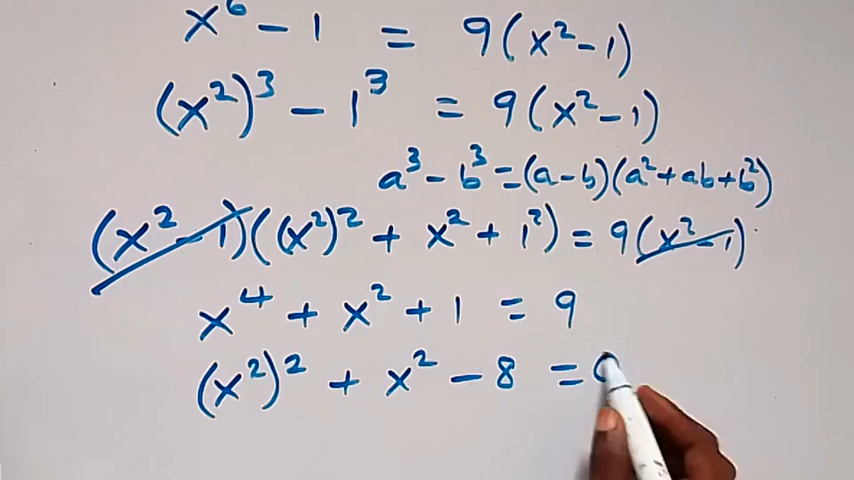 x⁶ - 1 = 9(x² - 1)
(x²)³ - 1³ = 9(x² - 1)
a³ - b³ = (a - b)(a² + ab + b²)
(x² - 1)((x²)² + x² + 1²) = 9(x² - 1)
x⁴ + x² + 1 = 9
(x²)² + x² - 8 = 0